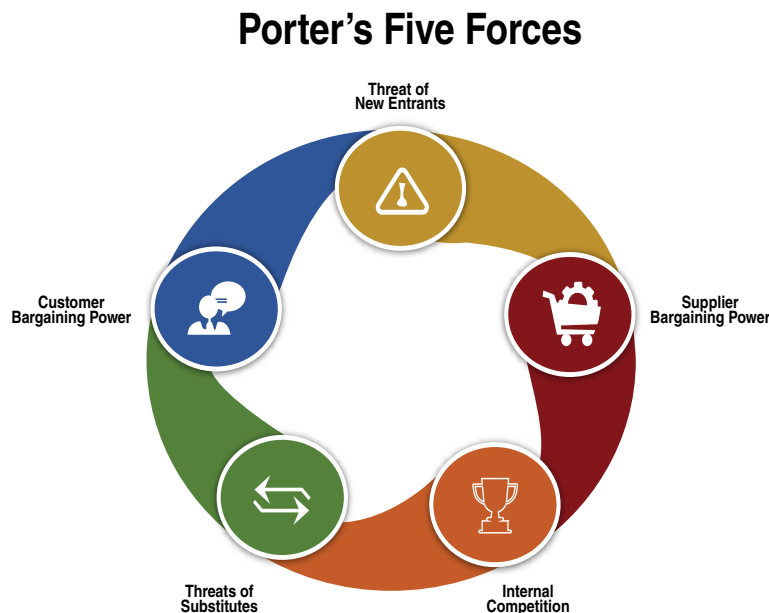 Porter’s Five Forces
Threat of
New Entrants
Customer
Bargaining Power
Supplier
Bargaining Power
Threats of
Substitutes
Internal
Competition